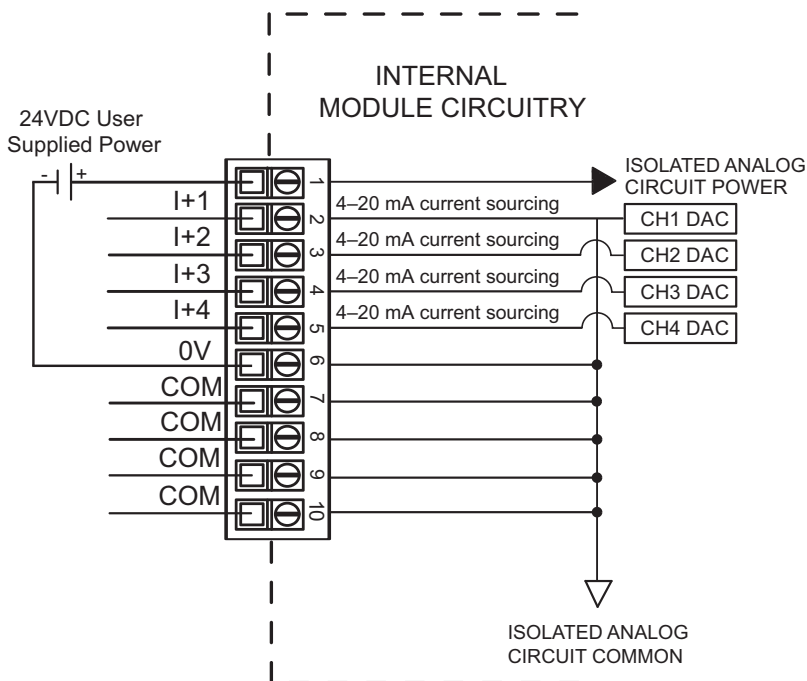 INTERNAL
MODULE CIRCUITRY
24VDC User
Supplied Power
- +
1
ISOLATED ANALOG
CIRCUIT POWER
I+1
2
4–20 mA current sourcing
CH1 DAC
I+2
3
4–20 mA current sourcing
CH2 DAC
I+3
4
4–20 mA current sourcing
CH3 DAC
I+4
5
4–20 mA current sourcing
CH4 DAC
0V
6
COM
7
COM
8
COM
9
COM
10
ISOLATED ANALOG
CIRCUIT COMMON